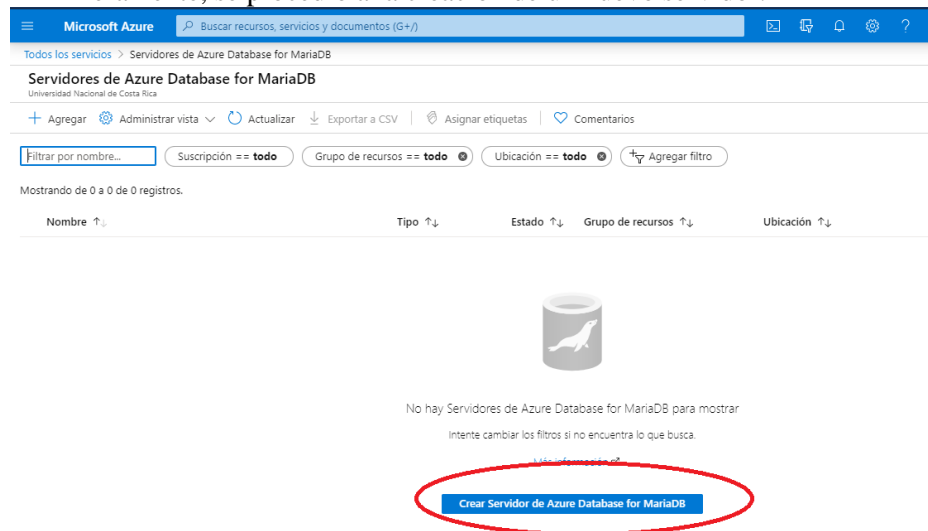 Microsoft Azure
Buscar recursos, servicios y documentos (G+/)
Todos los servicios > Servidores de Azure Database for MariaDB
Servidores de Azure Database for MariaDB
Universidad Nacional de Costa Rica
+ Agregar Administrar vista Actualizar Exportar a CSV Asignar etiquetas Comentarios
Filtrar por nombre... Suscripción == todo Grupo de recursos == todo Ubicación == todo Agregar filtro
Mostrando de 0 a 0 de 0 registros.
Nombre ↑↓ Tipo ↑↓ Estado ↑↓ Grupo de recursos ↑↓ Ubicación ↑↓
No hay Servidores de Azure Database for MariaDB para mostrar
Intente cambiar los filtros si no encuentra lo que busca.
Más información
Crear Servidor de Azure Database for MariaDB